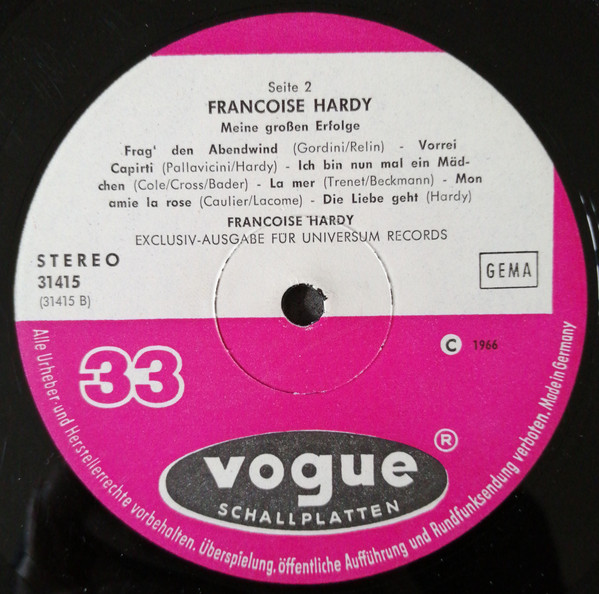 Seite 2
FRANCOISE HARDY
Meine großen Erfolge
Frag' den Abendwind (Gordini/Relin) - Vorrei
Capirti (Pallavicini/Hardy) - Ich bin nun mal ein Mäd-
chen (Cole/Cross/Bader) - La mer (Trenet/Beckmann) - Mon
amie la rose (Caulier/Lacome) - Die Liebe geht (Hardy)
FRANCOISE HARDY
EXCLUSIV-AUSGABE FÜR UNIVERSUM RECORDS
STEREO
31415
(31415 B)
GEMA
33
C 1966
vogue ®
SCHALLPLATTEN
Alle Urheber- und Herstellerrechte vorbehalten. Überspielung, öffentliche Aufführung und Rundfunksendung verboten. Made in Germany